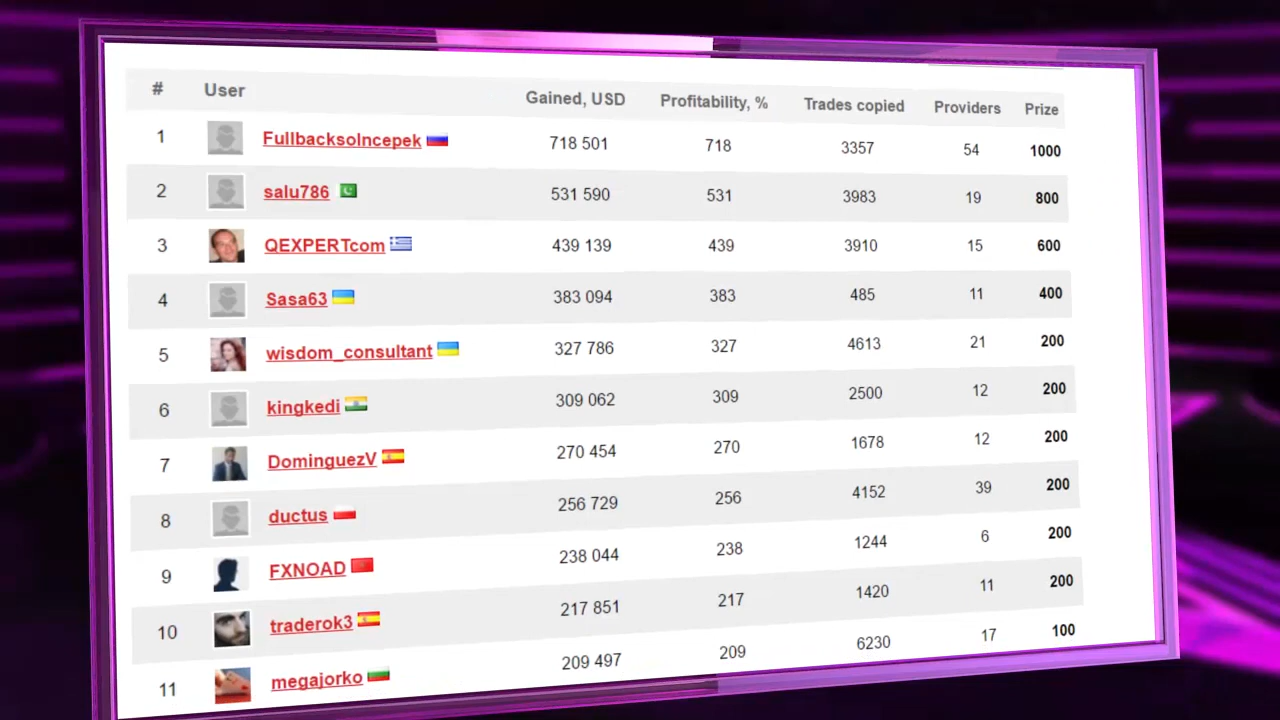 # User Gained, USD Profitability, % Trades copied Providers Prize
1 FullbacksoIncepek 718 501 718 3357 54 1000
2 salu786 531 590 531 3983 19 800
3 QEXPERTcom 439 139 439 3910 15 600
4 Sasa63 383 094 383 485 11 400
5 wisdom_consultant 327 786 327 4613 21 200
6 kingkedi 309 062 309 2500 12 200
7 DominguezV 270 454 270 1678 12 200
8 ductus 256 729 256 4152 39 200
9 FXNOAD 238 044 238 1244 6 200
10 traderok3 217 851 217 1420 11 200
11 megajorko 209 497 209 6230 17 100